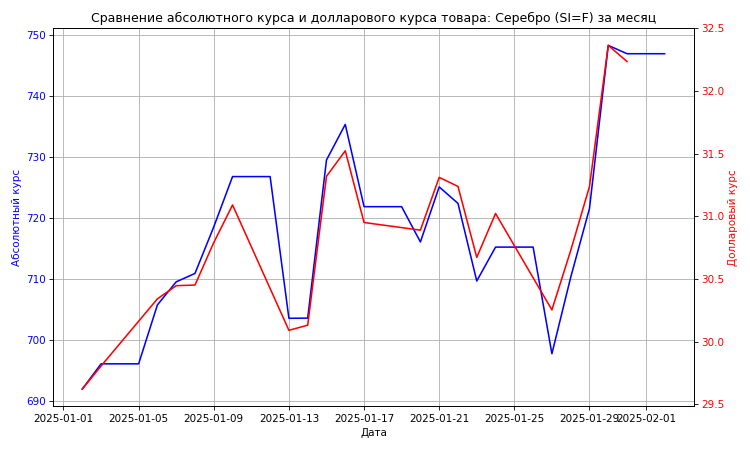 Сравнение абсолютного курса и долларового курса товара: Серебро (SI=F) за месяц
Абсолютный курс
750
740
730
720
710
700
690
32.5
32.0
31.5
31.0
30.5
30.0
29.5
Долларовый курс
2025-01-01 2025-01-05 2025-01-09 2025-01-13 2025-01-17 2025-01-21 2025-01-25 2025-01-29 2025-02-01
Дата